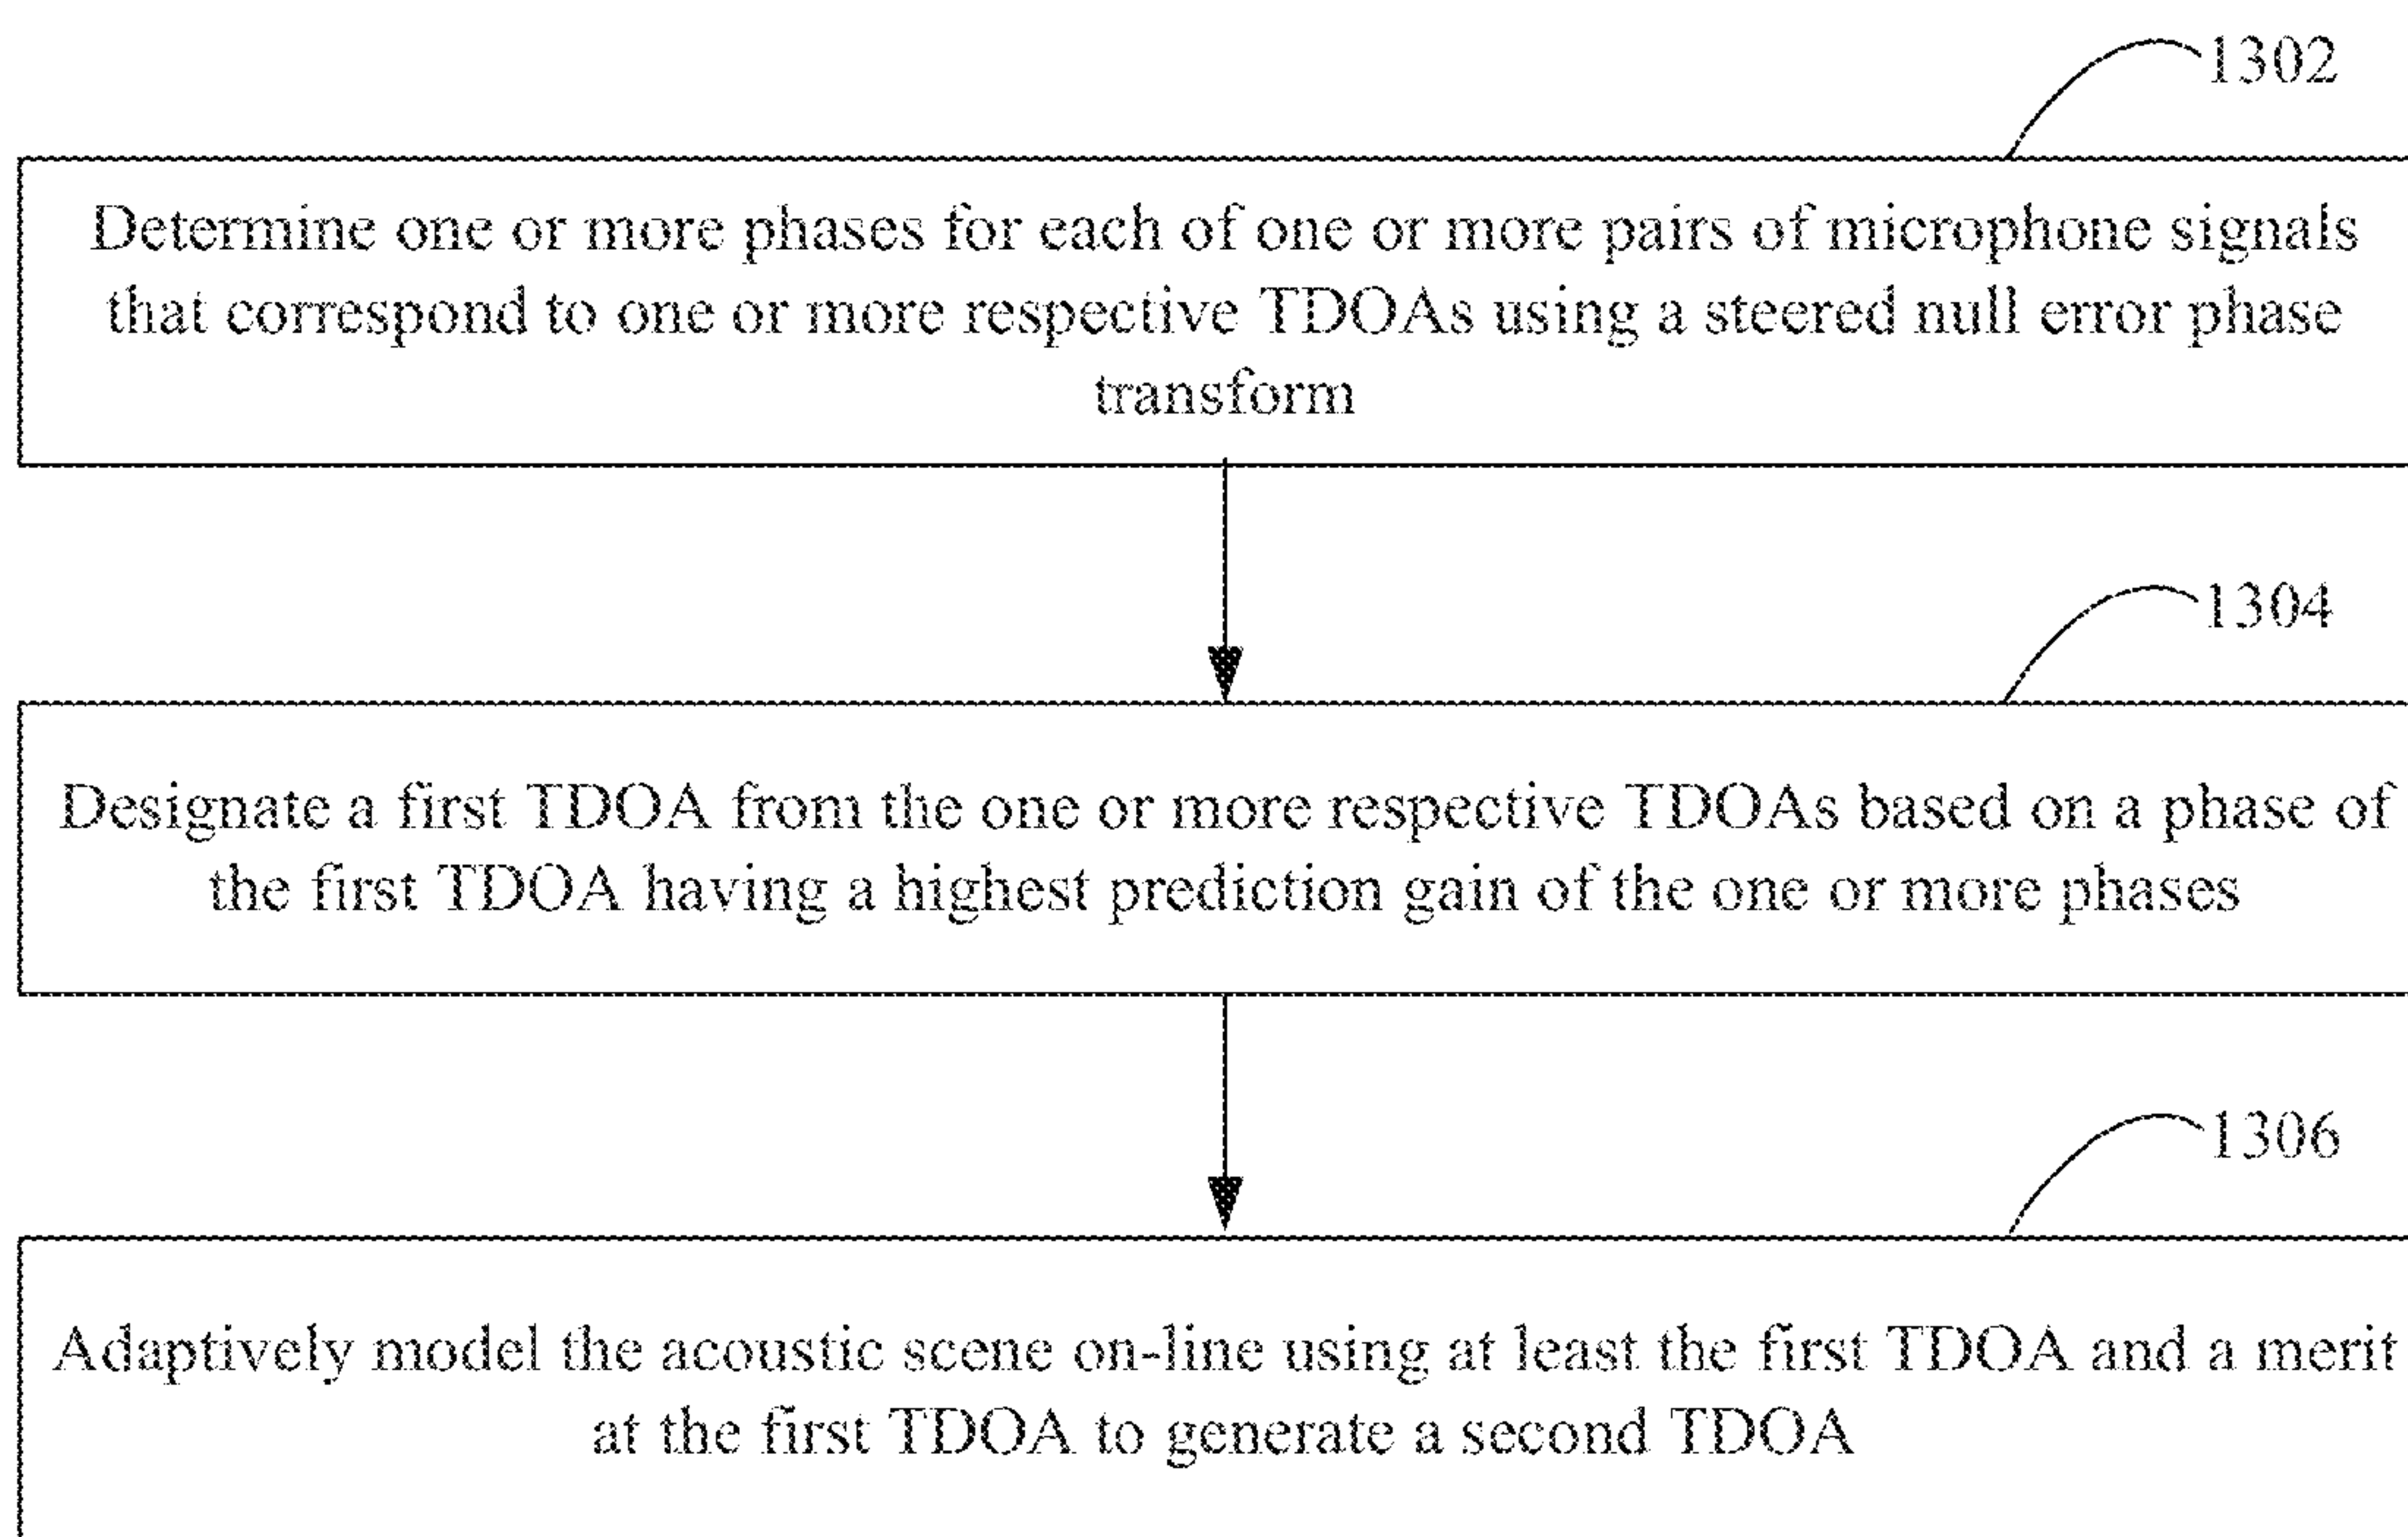 1302
Determine one or more phases for each of one or more pairs of microphone signals
that correspond to one or more respective TDOAs using a steered null error phase
transform
1304
Designate a first TDOA from the one or more respective TDOAs based on a phase of
the first TDOA having a highest prediction gain of the one or more phases
1306
Adaptively model the acoustic scene on-line using at least the first TDOA and a merit
at the first TDOA to generate a second TDOA